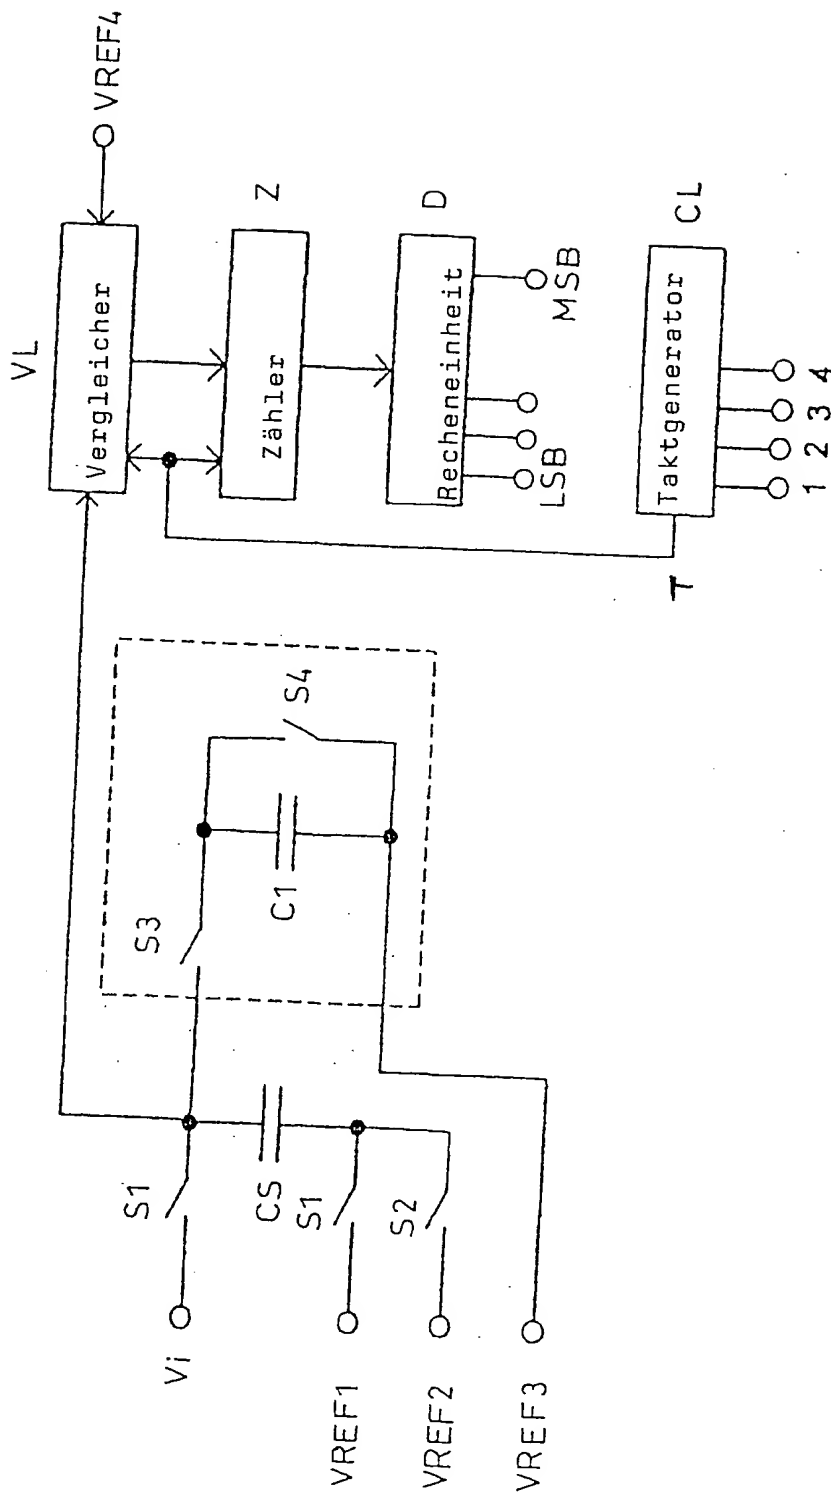 VL
Vergleicher
VREF4
Zähler
Z
Recheneinheit
D
LSB
MSB
Taktgenerator
CL
T
1 2 3 4
S3
C1
S4
S1
CS
S1
S2
Vi
VREF1
VREF2
VREF3